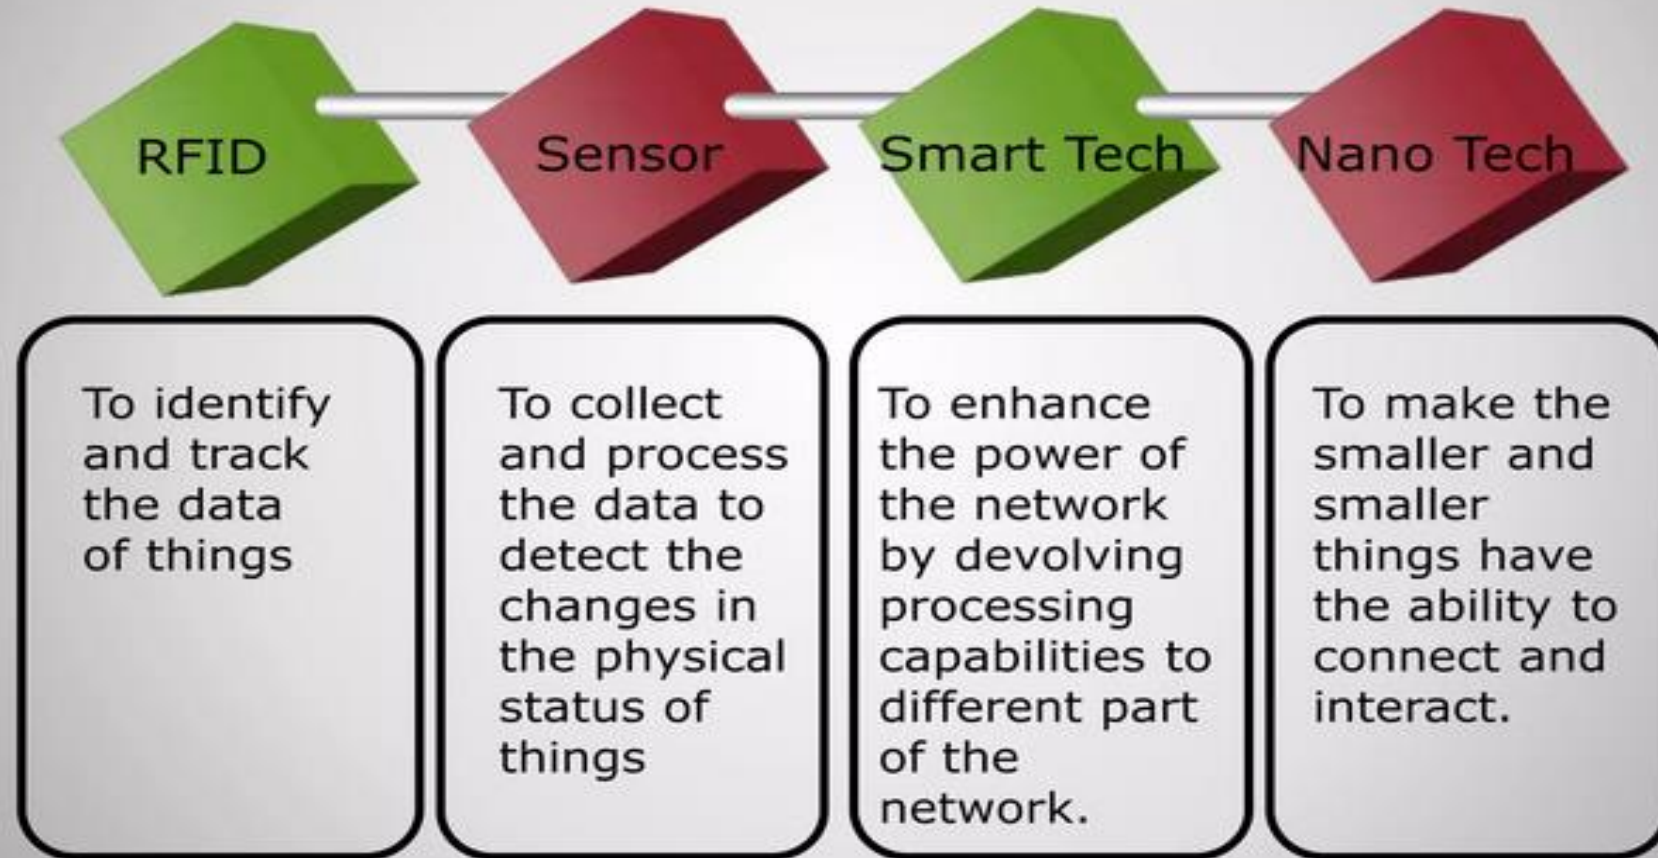 RFID
Sensor
Smart Tech
Nano Tech
To identify
and track
the data
of things
To collect
and process
the data to
detect the
changes in
the physical
status of
things
To enhance
the power of
the network
by devolving
processing
capabilities to
different part
of the
network.
To make the
smaller and
smaller
things have
the ability to
connect and
interact.